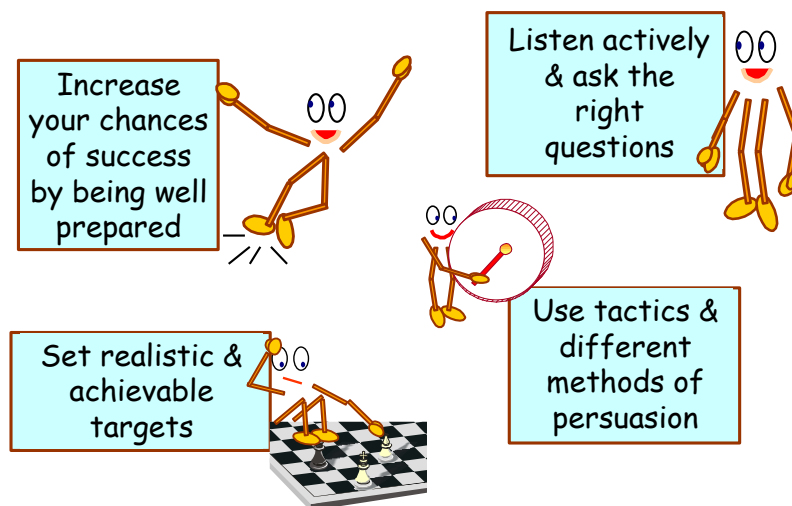 Increase
your chances
of success
by being well
prepared
Listen actively
& ask the
right
questions
Set realistic &
achievable
targets
Use tactics &
different
methods of
persuasion